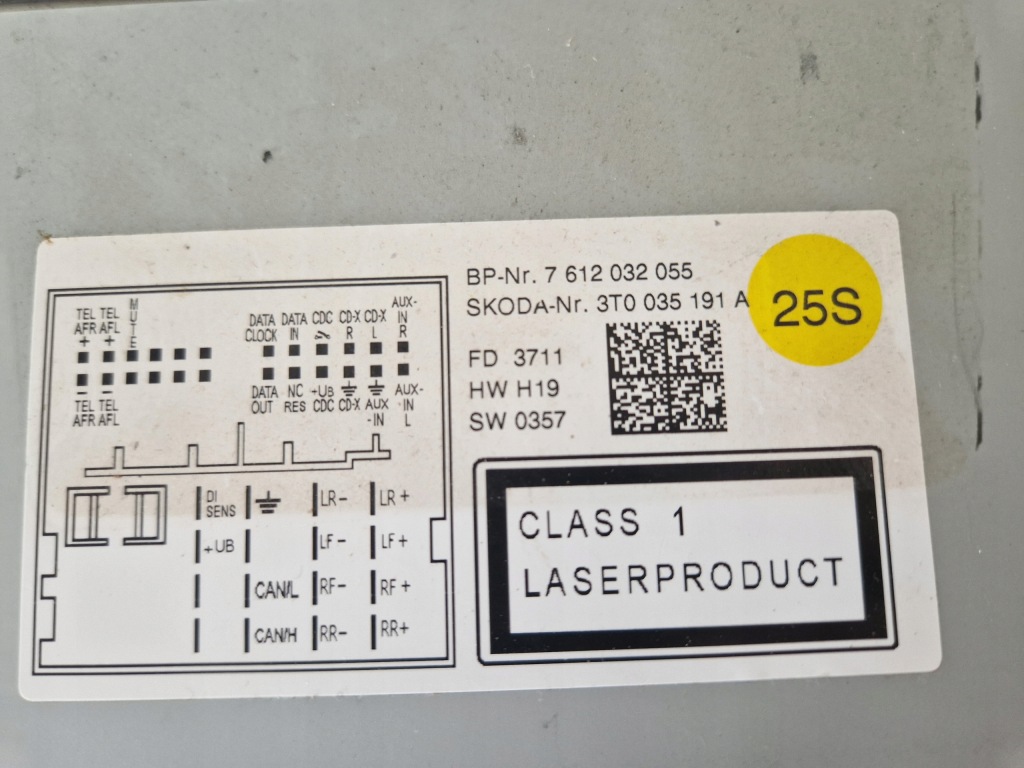 BP-Nr. 7 612 032 055
SKODA-Nr. 3T0 035 191 A
25S
FD 3711
HW H19
SW 0357
CLASS 1
LASERPRODUCT
TEL TEL MUTE
AFR AFL
+ +
DATA DATA CDC CD-X CD-X AUX-
CLOCK IN R L IN
R
- -
TEL TEL
AFR AFL
DATA NC +UB AUX-
OUT RES CDC CD-X AUX IN
-IN L
DI
SENS
LR- LR+
+UB LF- LF+
CAN/L RF- RF+
CAN/H RR- RR+